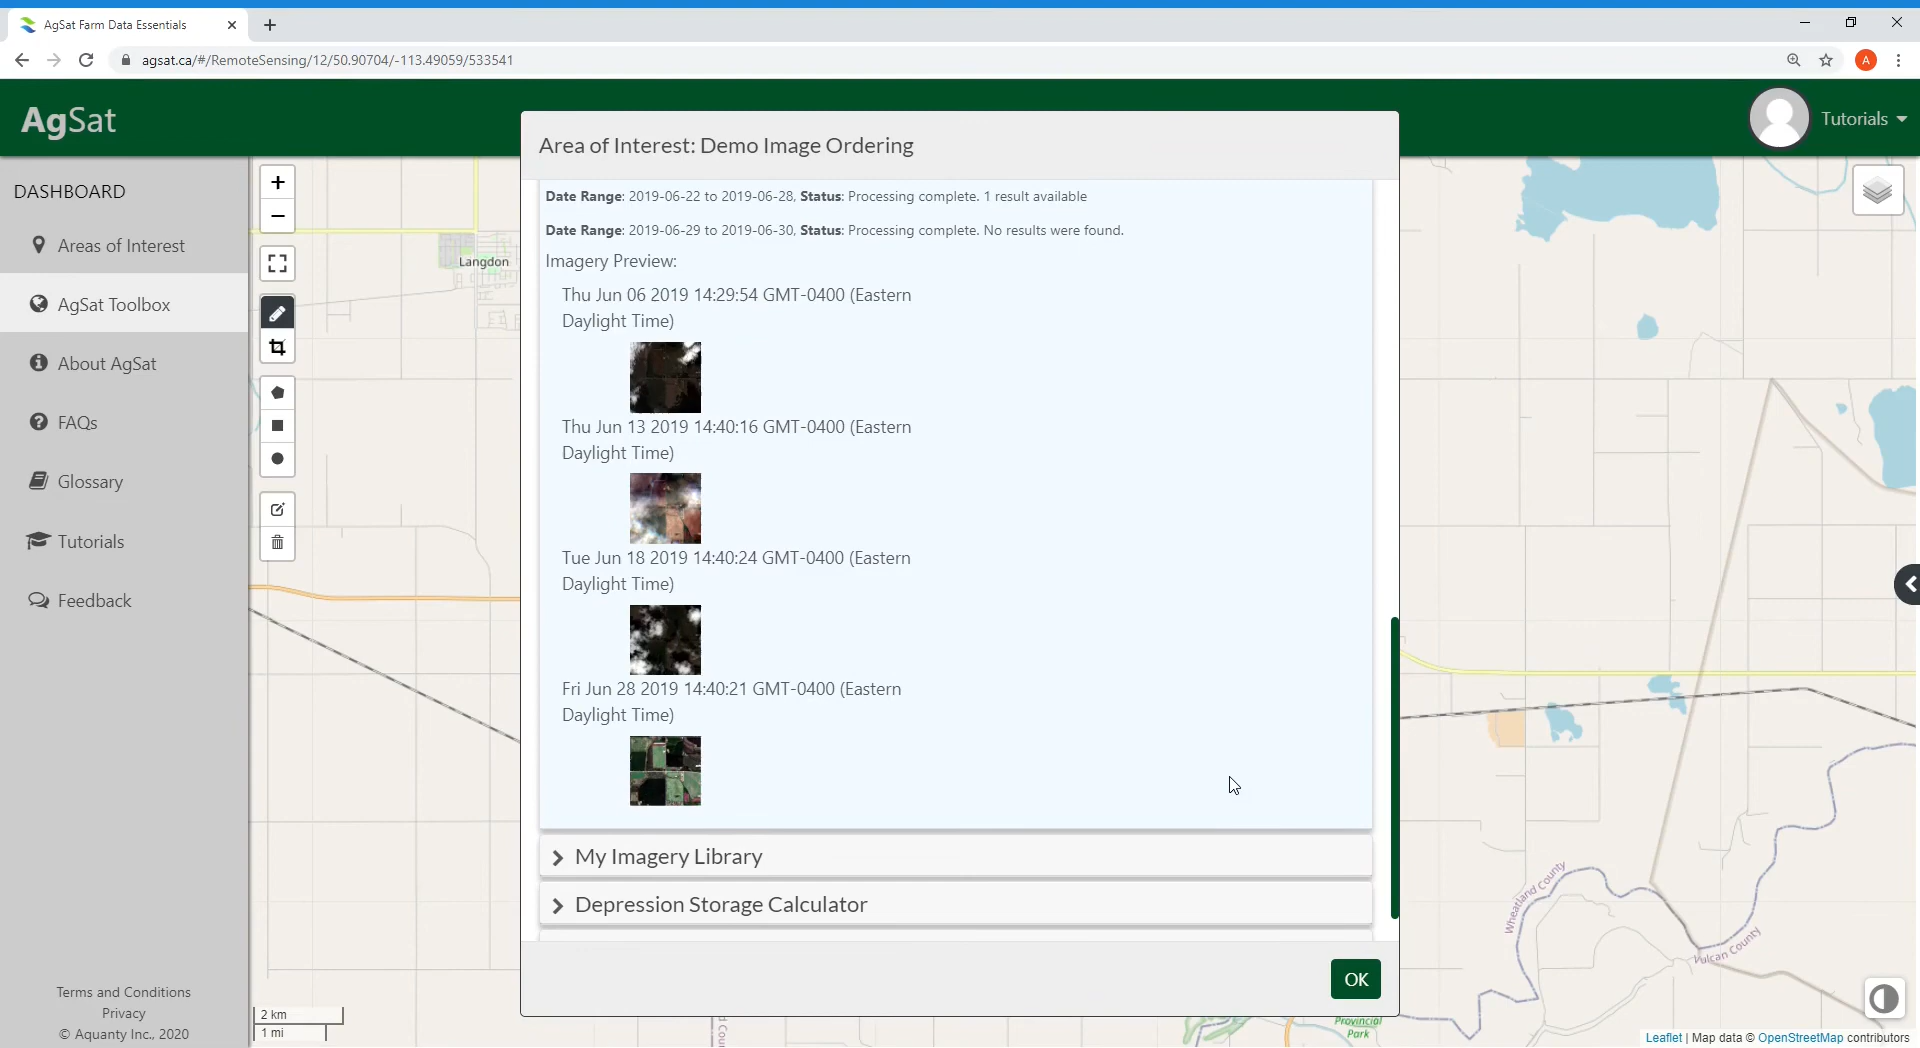 AgSat Farm Data Essentials
agsat.ca/#/RemoteSensing/12/50.90704/-113.49059/533541
A
AgSat
Tutorials
DASHBOARD
Areas of Interest
AgSat Toolbox
About AgSat
FAQs
Glossary
Tutorials
Feedback
Terms and Conditions
Privacy
© Aquanty Inc., 2020
Langdon
2 km
1 mi
Area of Interest: Demo Image Ordering
Date Range: 2019-06-22 to 2019-06-28, Status: Processing complete. 1 result available
Date Range: 2019-06-29 to 2019-06-30, Status: Processing complete. No results were found.
Imagery Preview:
Thu Jun 06 2019 14:29:54 GMT-0400 (Eastern
Daylight Time)
Thu Jun 13 2019 14:40:16 GMT-0400 (Eastern
Daylight Time)
Tue Jun 18 2019 14:40:24 GMT-0400 (Eastern
Daylight Time)
Fri Jun 28 2019 14:40:21 GMT-0400 (Eastern
Daylight Time)
My Imagery Library
Depression Storage Calculator
OK
Wheatland County
Vulcan County
Provincial
Park
Leaflet | Map data © OpenStreetMap contributors